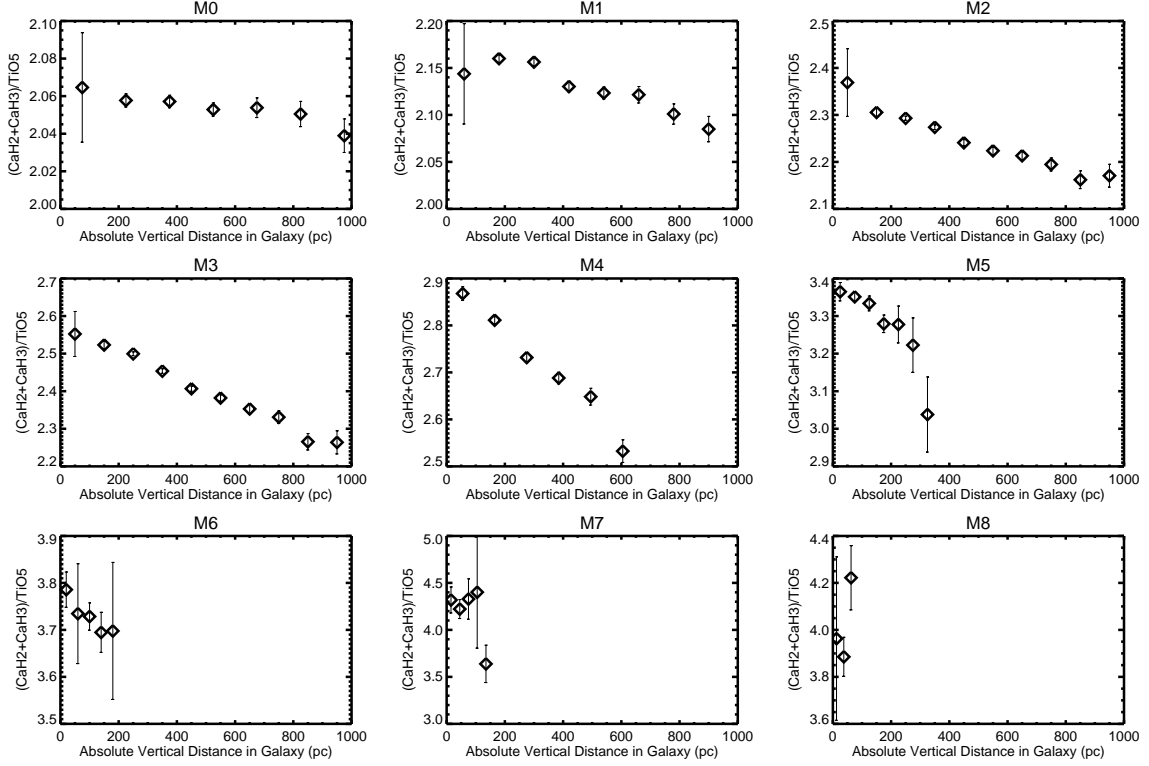 M0
(CaH2+CaH3)/TiO5
2.10
2.08
2.06
2.04
2.02
2.00
0 200 400 600 800 1000
Absolute Vertical Distance in Galaxy (pc)
M1
(CaH2+CaH3)/TiO5
2.20
2.15
2.10
2.05
2.00
0 200 400 600 800 1000
Absolute Vertical Distance in Galaxy (pc)
M2
(CaH2+CaH3)/TiO5
2.5
2.4
2.3
2.2
2.1
0 200 400 600 800 1000
Absolute Vertical Distance in Galaxy (pc)
M3
(CaH2+CaH3)/TiO5
2.7
2.6
2.5
2.4
2.3
2.2
0 200 400 600 800 1000
Absolute Vertical Distance in Galaxy (pc)
M4
(CaH2+CaH3)/TiO5
2.9
2.8
2.7
2.6
2.5
0 200 400 600 800 1000
Absolute Vertical Distance in Galaxy (pc)
M5
(CaH2+CaH3)/TiO5
3.4
3.3
3.2
3.1
3.0
2.9
0 200 400 600 800 1000
Absolute Vertical Distance in Galaxy (pc)
M6
(CaH2+CaH3)/TiO5
3.9
3.8
3.7
3.6
3.5
0 200 400 600 800 1000
Absolute Vertical Distance in Galaxy (pc)
M7
(CaH2+CaH3)/TiO5
5.0
4.5
4.0
3.5
3.0
0 200 400 600 800 1000
Absolute Vertical Distance in Galaxy (pc)
M8
(CaH2+CaH3)/TiO5
4.4
4.2
4.0
3.8
3.6
0 200 400 600 800 1000
Absolute Vertical Distance in Galaxy (pc)